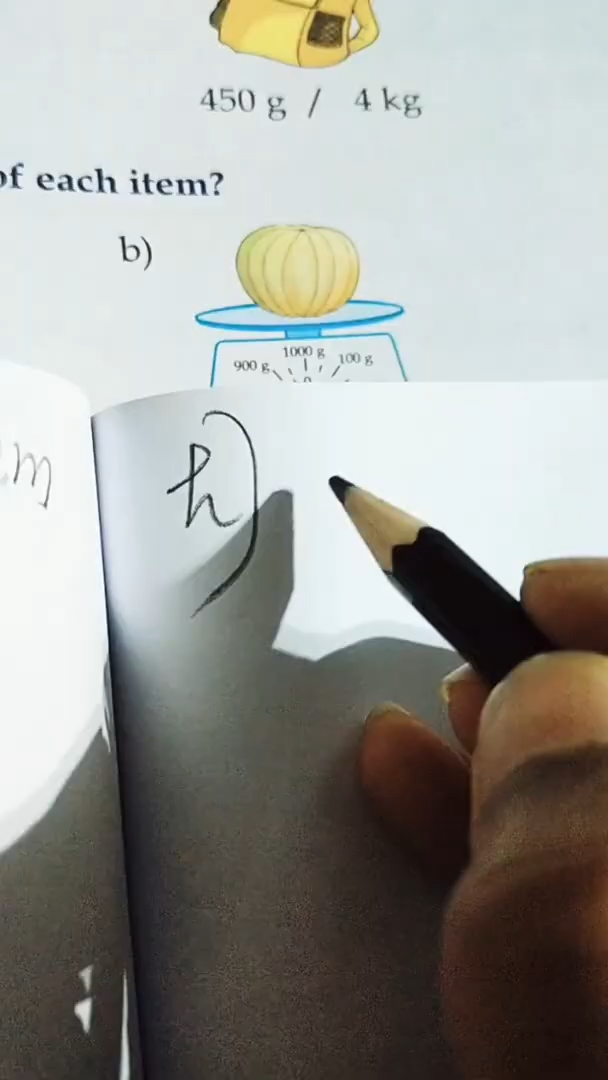 450 g / 4 kg
of each item?
b)
1000 g
900 g 100 g
m
h)